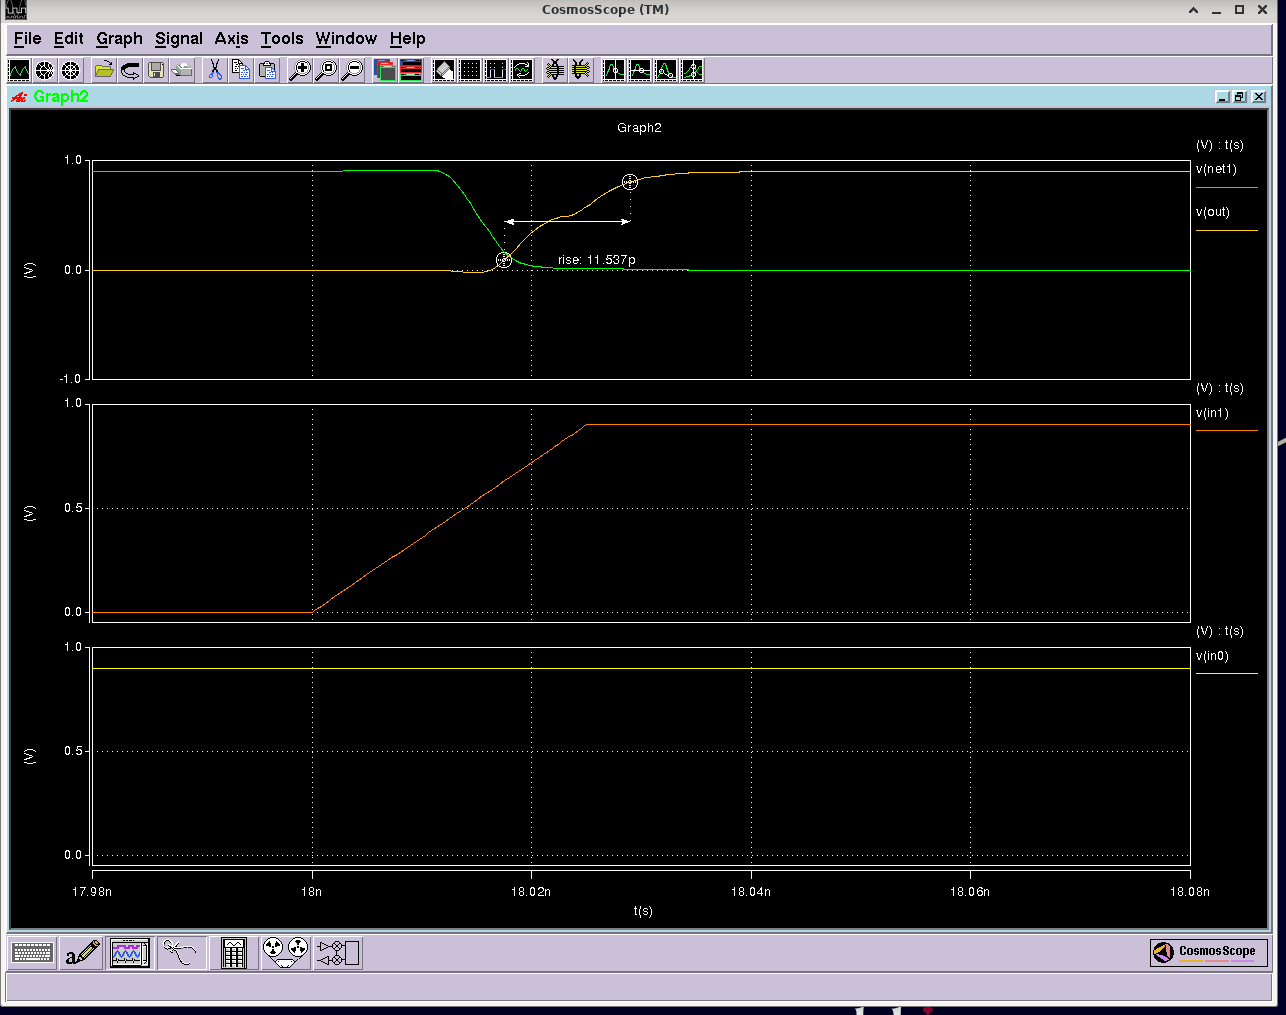 CosmosScope (TM)
File Edit Graph Signal Axis Tools Window Help
Graph2
Graph2
(V) : t(s)
1.0
v(net1)
v(out)
(V)
0.0
rise: 11.537p
-1.0
(V) : t(s)
1.0
v(in1)
(V)
0.5
0.0
(V) : t(s)
1.0
v(in0)
(V)
0.5
0.0
17.98n 18n 18.02n 18.04n 18.06n 18.08n
t(s)
a
CosmosScope